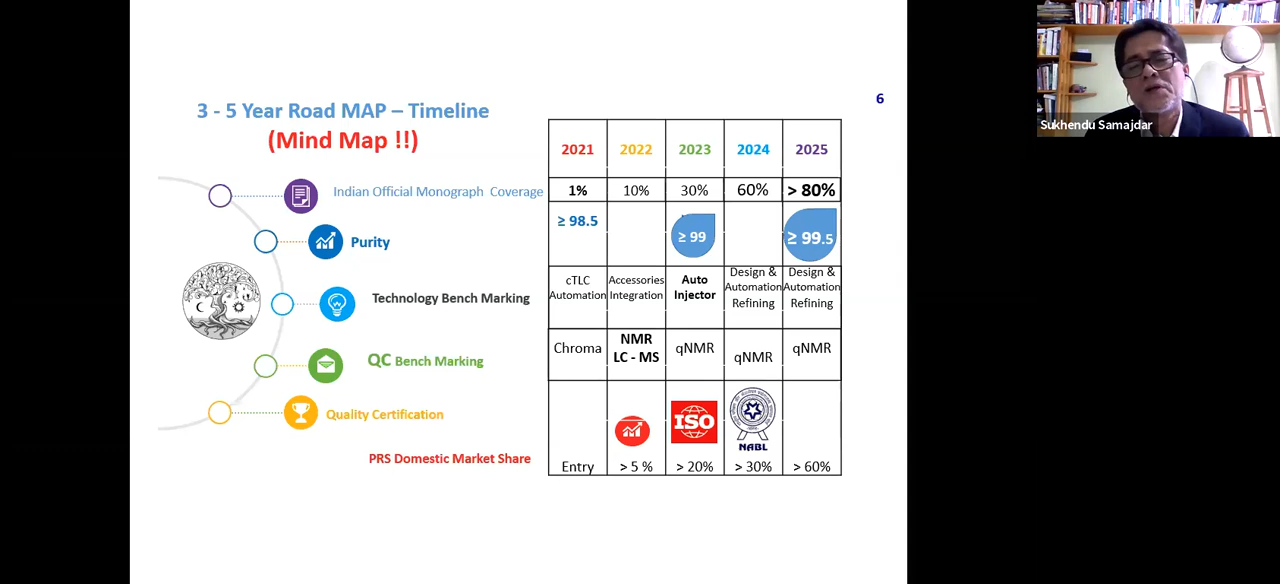 6
3 - 5 Year Road MAP – Timeline
(Mind Map !!)
2021 2022 2023 2024 2025
Indian Official Monograph Coverage 1% 10% 30% 60% > 80%
Purity ≥ 98.5 ≥ 99 ≥ 99.5
Technology Bench Marking
cTLC Automation
Accessories Integration
Auto Injector
Design & Automation Refining
Design & Automation Refining
QC Bench Marking
Chroma
NMR
LC - MS
qNMR
qNMR
qNMR
Quality Certification
ISO
NABL
PRS Domestic Market Share Entry > 5 % > 20% > 30% > 60%
Sukhendu Samajdar